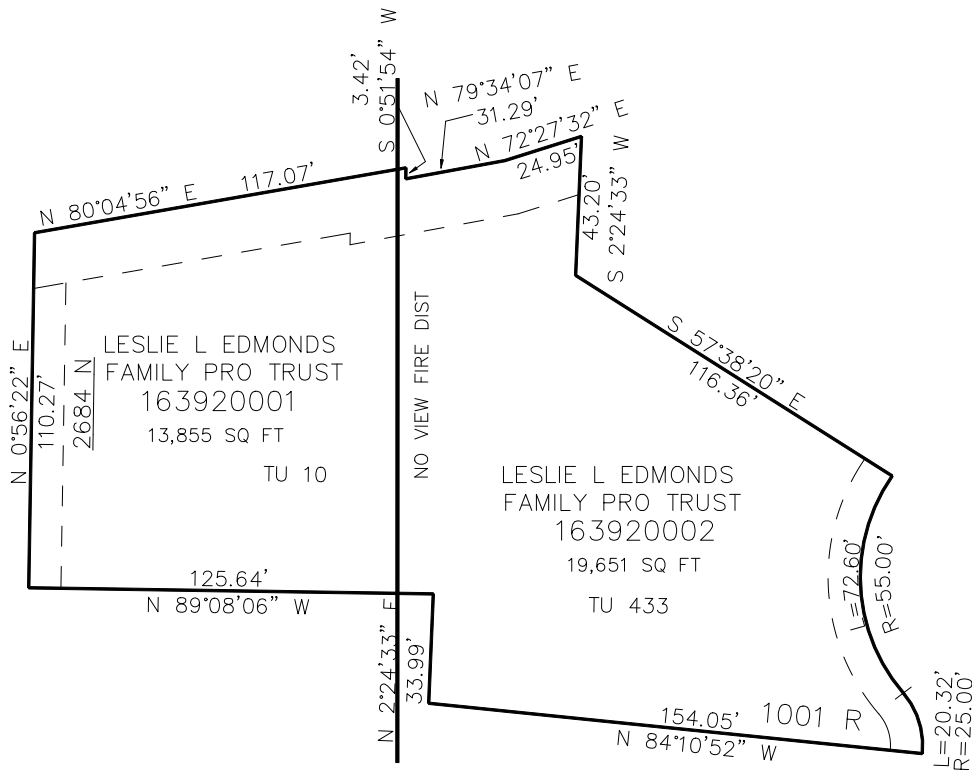 3.42'
S 0°51'54" W
N 79°34'07" E
31.29'
N 72°27'32" E
24.95'
N 80°04'56" E 117.07'
43.20'
S 2°24'33" W
N 0°56'22" E
110.27'
2684 N
LESLIE L EDMONDS
FAMILY PRO TRUST
163920001
13,855 SQ FT
TU 10
NO VIEW FIRE DIST
S 57°38'20" E
116.36'
LESLIE L EDMONDS
FAMILY PRO TRUST
163920002
19,651 SQ FT
TU 433
L=72.60'
R=55.00'
125.64'
N 89°08'06" W
N 2°24'33" E
33.99'
154.05'
N 84°10'52" W
1001 R
L=20.32'
R=25.00'